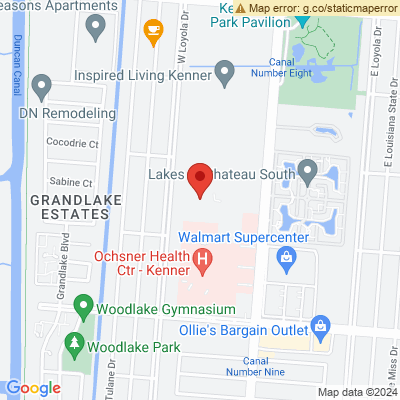 easons Apartments
Duncan Canal
W Loyola Dr
Ke
Park Pavilion
Map error: g.co/staticmaperror
Inspired Living Kenner
Canal
Number Eight
E Loyola Dr
E Louisiana State Dr
DN Remodeling
Cocodrie Ct
Sabine Ct
Lakes
hateau South
GRANDLAKE
ESTATES
Grandlake Blvd
Walmart Supercenter
Ochsner Health
Ctr - Kenner
H
Woodlake Gymnasium
Ollie's Bargain Outlet
Woodlake Park
Tulane Dr
Canal
Number Nine
e Miss Dr
Google
Map data ©2024